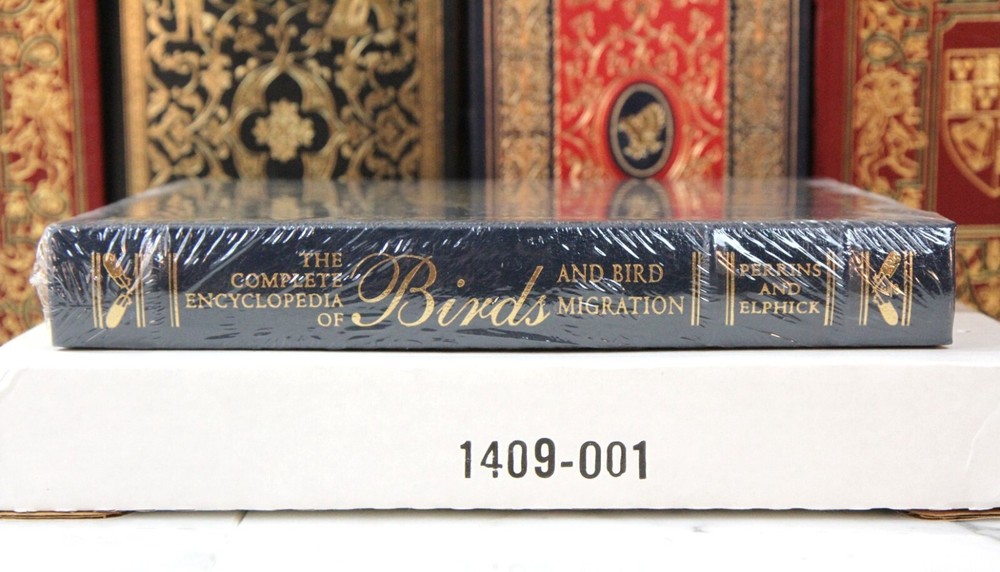 THE
COMPLETE
ENCYCLOPEDIA
OF
Birds
AND BIRD
MIGRATION
PERRINS
AND
ELPHICK
1409-001